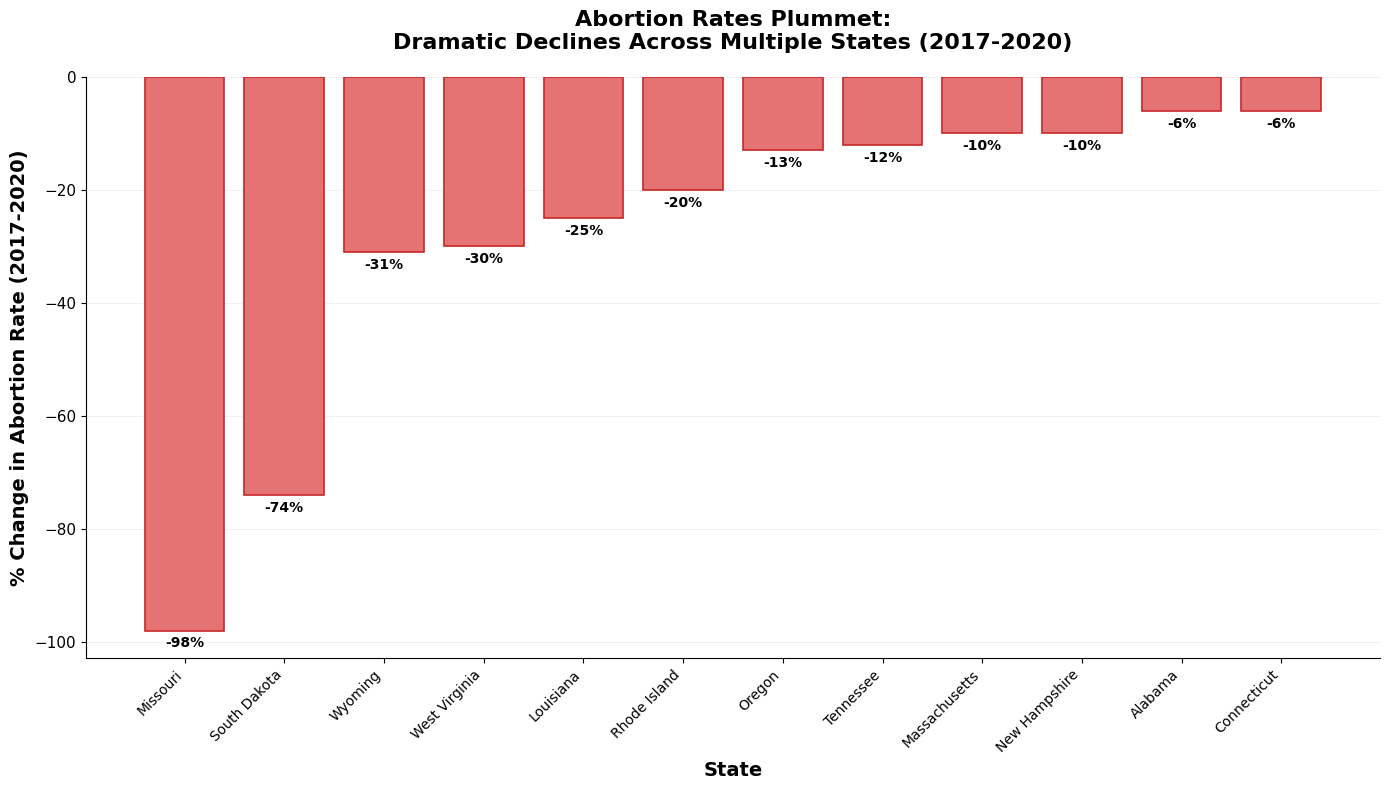 Abortion Rates Plummet:
Dramatic Declines Across Multiple States (2017-2020)
% Change in Abortion Rate (2017-2020)
0
−20
−40
−60
−80
−100
-98%
-74%
-31%
-30%
-25%
-20%
-13%
-12%
-10%
-10%
-6%
-6%
Missouri
South Dakota
Wyoming
West Virginia
Louisiana
Rhode Island
Oregon
Tennessee
Massachusetts
New Hampshire
Alabama
Connecticut
State